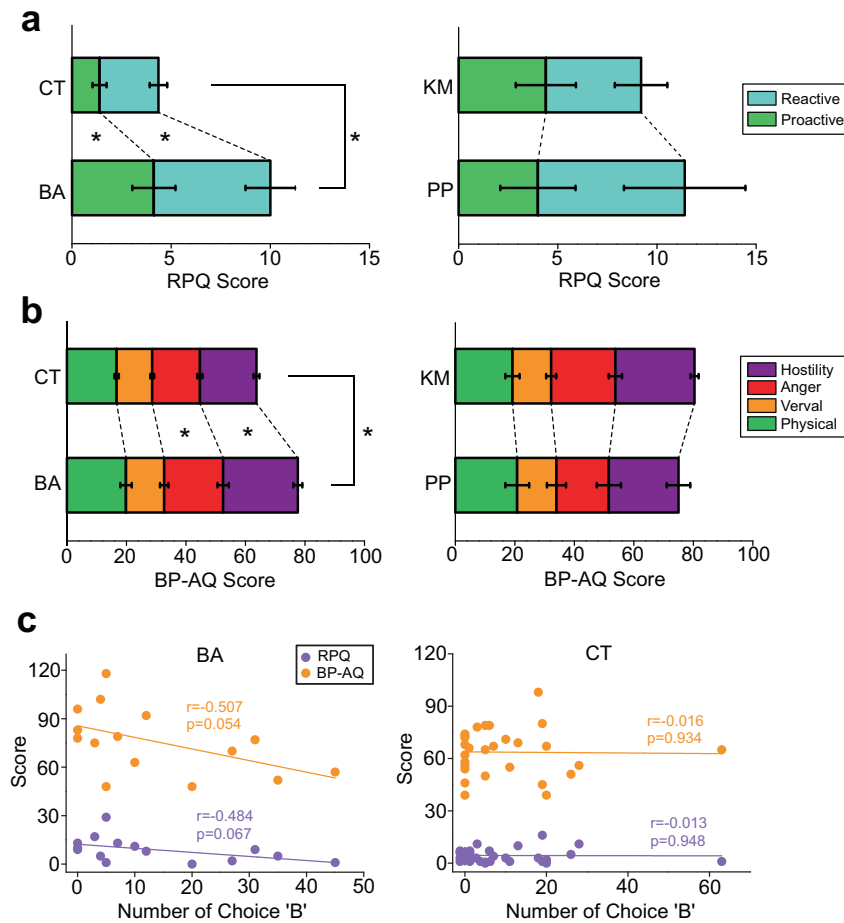 a
CT
*
*
*
BA
0
5
10
15
RPQ Score
KM
PP
0
5
10
15
RPQ Score
Reactive
Proactive
b
CT
*
*
*
BA
0
20
40
60
80
100
BP-AQ Score
KM
PP
0
20
40
60
80
100
BP-AQ Score
Hostility
Anger
Verval
Physical
c
BA
RPQ
BP-AQ
120
90
60
30
0
Score
r=-0.507
p=0.054
r=-0.484
p=0.067
0
10
20
30
40
50
Number of Choice 'B'
CT
120
90
60
30
0
Score
r=-0.016
p=0.934
r=-0.013
p=0.948
0
20
40
60
Number of Choice 'B'